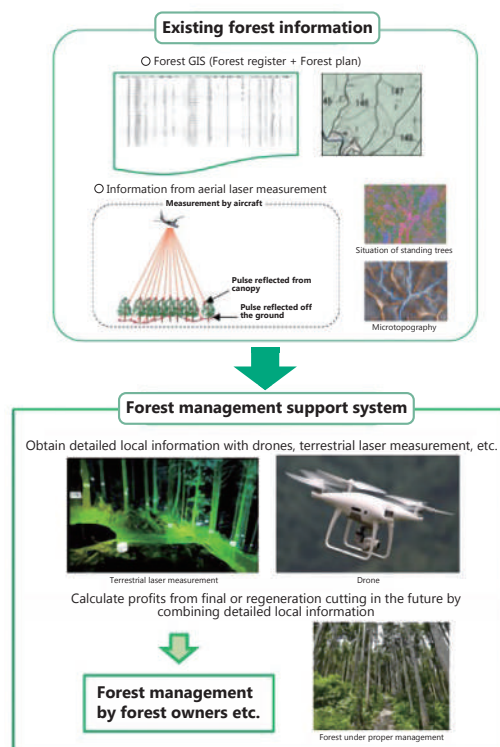 Existing forest information
○ Forest GIS (Forest register + Forest plan)
147
145
146
○ Information from aerial laser measurement
Measurement by aircraft
Pulse reflected from
canopy
Pulse reflected off
the ground
Situation of standing trees
Microtopography
Forest management support system
Obtain detailed local information with drones, terrestrial laser measurement, etc.
Terrestrial laser measurement
Drone
Calculate profits from final or regeneration cutting in the future by
combining detailed local information
Forest management
by forest owners etc.
Forest under proper management